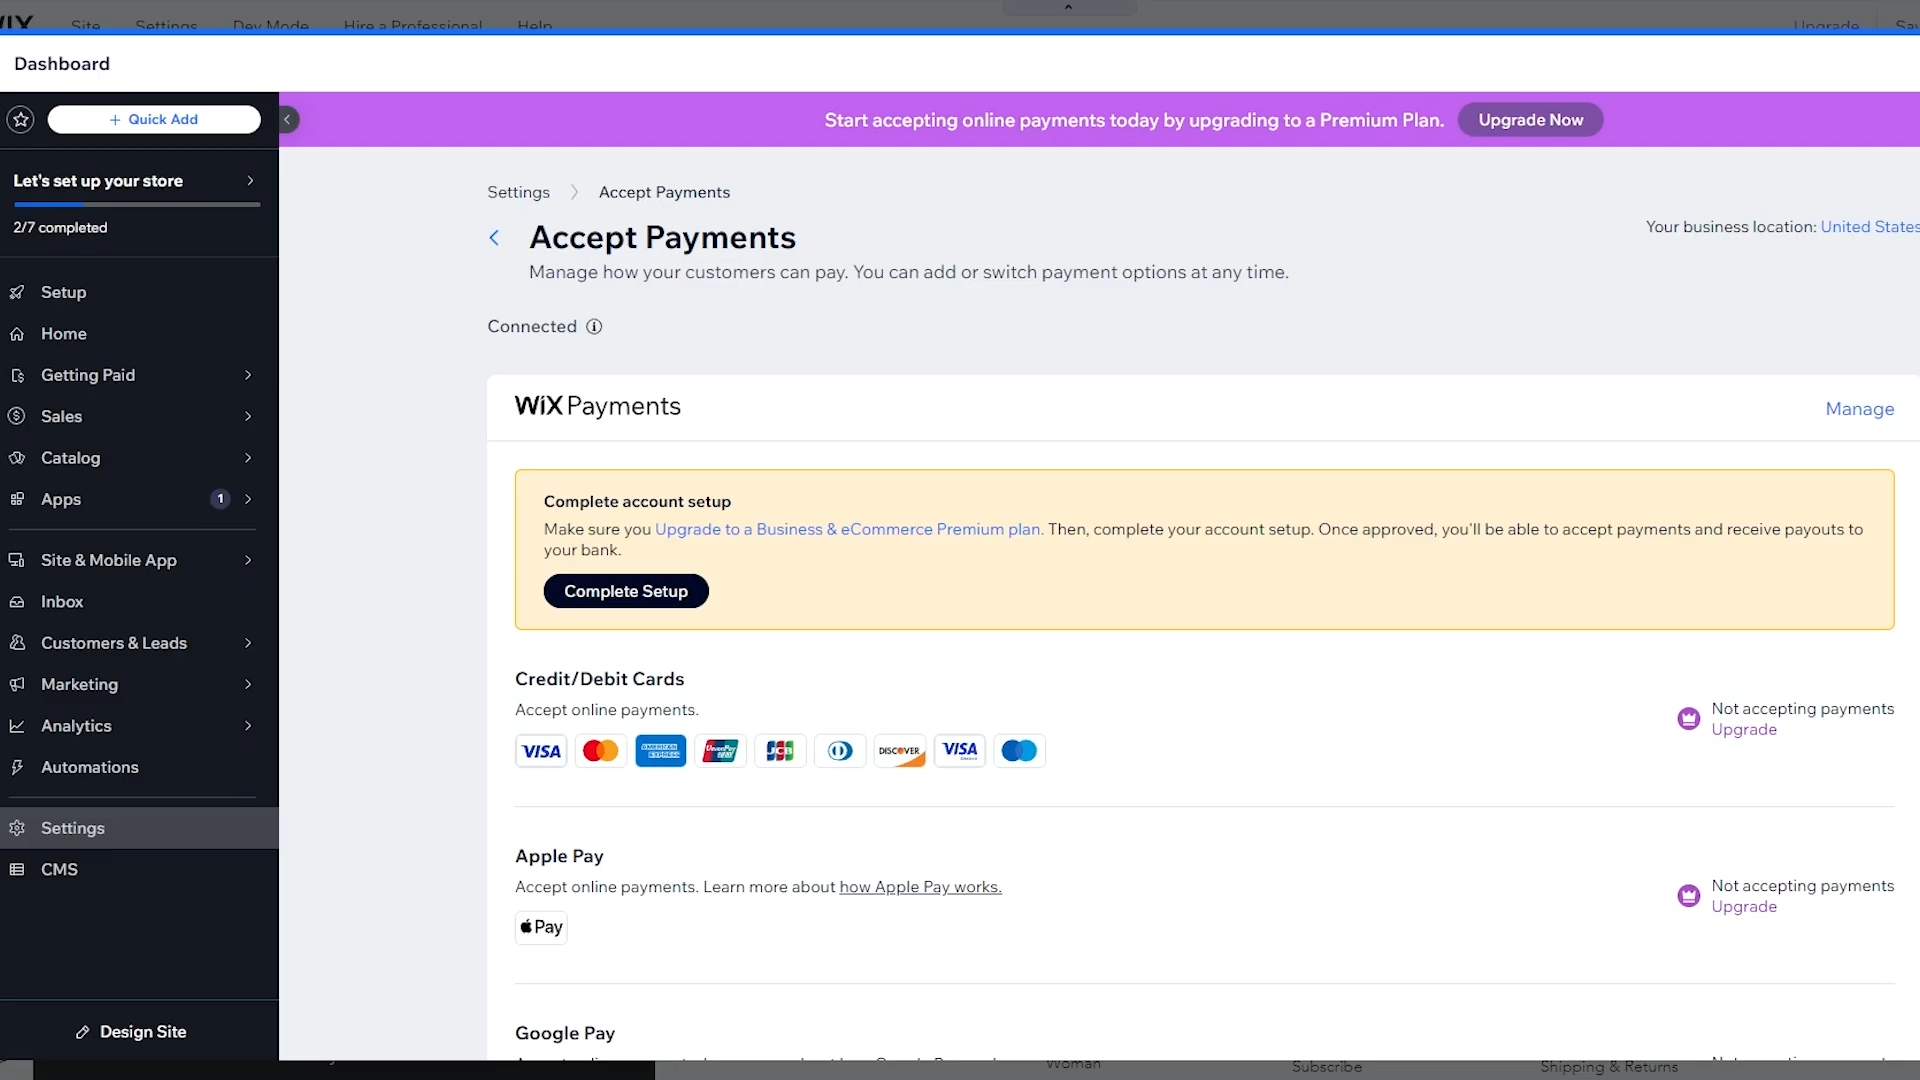 WIX Site Settings Dev Mode Hire a Professional Help Upgrade
Dashboard
Quick Add
Start accepting online payments today by upgrading to a Premium Plan. Upgrade Now
Let's set up your store
2/7 completed
Setup
Home
Getting Paid
Sales
Catalog
Apps 1
Site & Mobile App
Inbox
Customers & Leads
Marketing
Analytics
Automations
Settings
CMS
Design Site
Settings Accept Payments
Accept Payments
Your business location: United States
Manage how your customers can pay. You can add or switch payment options at any time.
Connected
WIX Payments
Manage
Complete account setup
Make sure you Upgrade to a Business & eCommerce Premium plan. Then, complete your account setup. Once approved, you'll be able to accept payments and receive payouts to
your bank.
Complete Setup
Credit/Debit Cards
Accept online payments.
Not accepting payments
Upgrade
VISA AMERICAN EXPRESS UnionPay JCB DISCOVER VISA
Apple Pay
Accept online payments. Learn more about how Apple Pay works.
Not accepting payments
Upgrade
Pay
Google Pay
Woman Subscribe Shipping & Returns